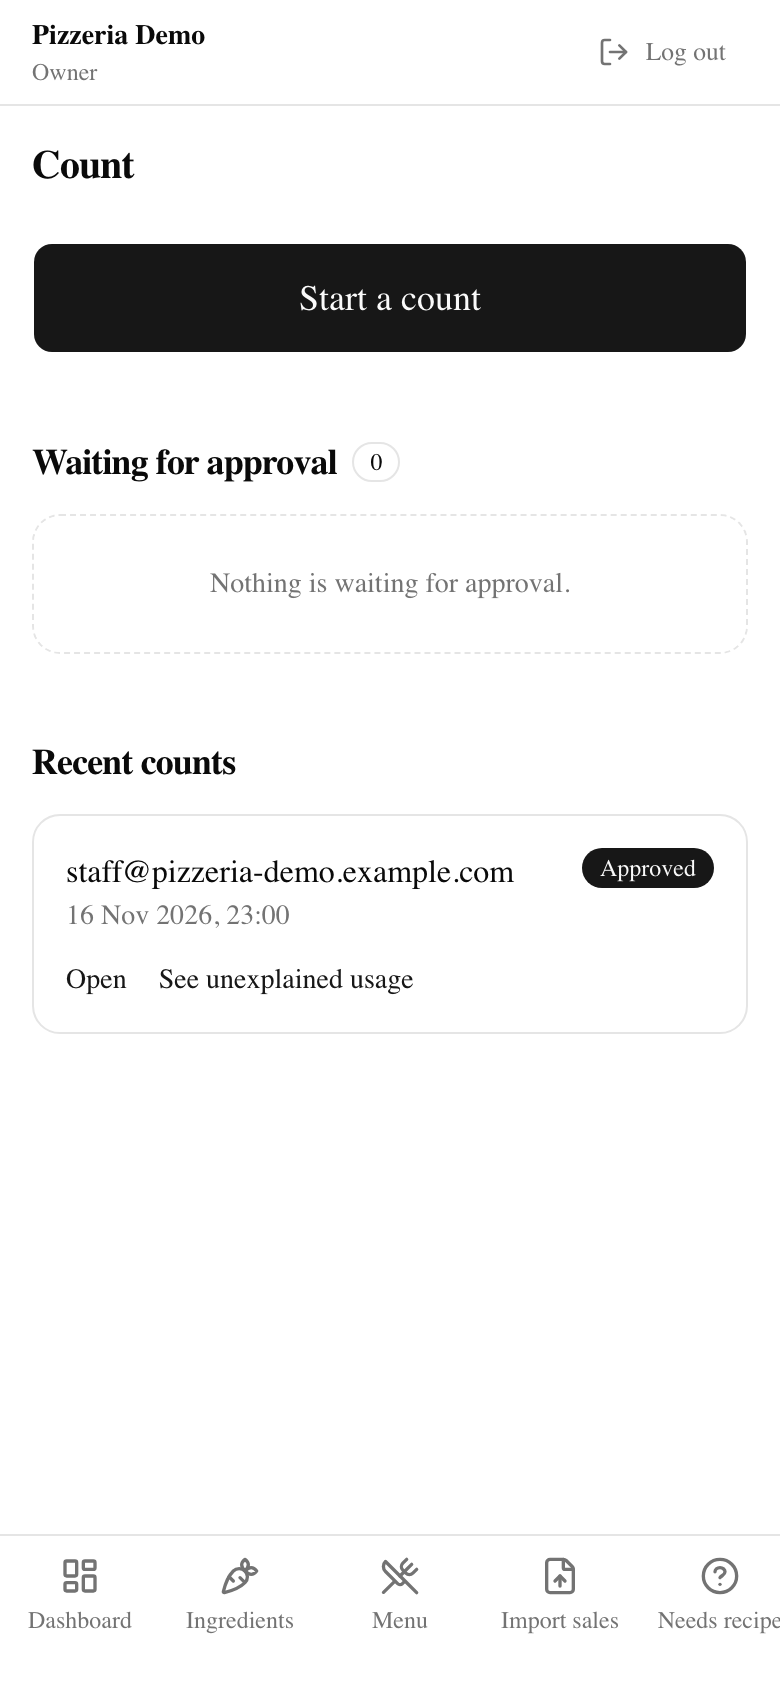 Pizzeria Demo
Owner
Log out
Count
Start a count
Waiting for approval 0
Nothing is waiting for approval.
Recent counts
staff@pizzeria-demo.example.com
Approved
16 Nov 2026, 23:00
Open See unexplained usage
Dashboard Ingredients Menu Import sales Needs recipe